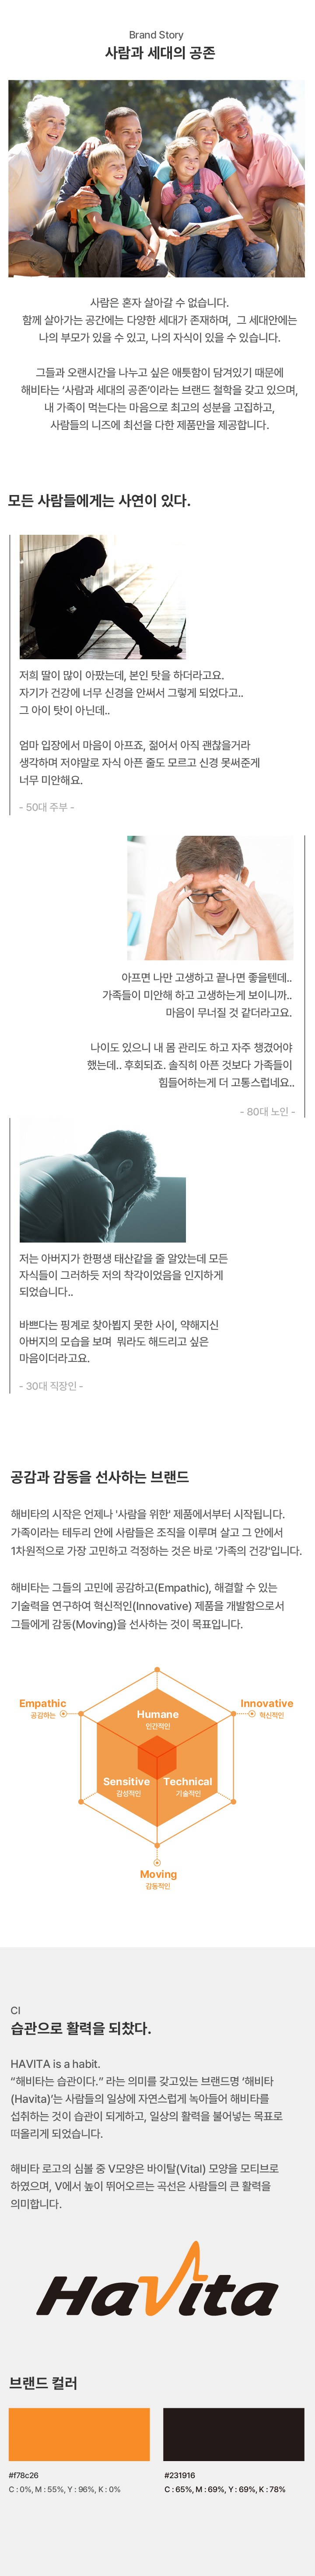 Brand Story
사람과 세대의 공존
사람은 혼자 살아갈 수 없습니다.
함께 살아가는 공간에는 다양한 세대가 존재하며, 그 세대안에는
나의 부모가 있을 수 있고, 나의 자식이 있을 수 있습니다.
그들과 오랜시간을 나누고 싶은 애틋함이 담겨있기 때문에
해비타는 ‘사람과 세대의 공존’이라는 브랜드 철학을 갖고 있으며,
내 가족이 먹는다는 마음으로 최고의 성분을 고집하고,
사람들의 니즈에 최선을 다한 제품만을 제공합니다.
모든 사람들에게는 사연이 있다.
저희 딸이 많이 아팠는데, 본인 탓을 하더라고요.
자기가 건강에 너무 신경을 안써서 그렇게 되었다고..
그 아이 탓이 아닌데..
엄마 입장에서 마음이 아프죠, 젊어서 아직 괜찮을거라
생각하며 저야말로 자식 아픈 줄도 모르고 신경 못써준게
너무 미안해요.
- 50대 주부 -
아프면 나만 고생하고 끝나면 좋을텐데..
가족들이 미안해 하고 고생하는게 보이니까..
마음이 무너질 것 같더라고요.
나이도 있으니 내 몸 관리도 하고 자주 챙겼어야
했는데.. 후회되죠. 솔직히 아픈 것보다 가족들이
힘들어하는게 더 고통스럽네요..
- 80대 노인 -
저는 아버지가 한평생 태산같을 줄 알았는데 모든
자식들이 그러하듯 저의 착각이었음을 인지하게
되었습니다..
바쁘다는 핑계로 찾아뵙지 못한 사이, 약해지신
아버지의 모습을 보며 뭐라도 해드리고 싶은
마음이더라고요.
- 30대 직장인 -
공감과 감동을 선사하는 브랜드
해비타의 시작은 언제나 '사람을 위한' 제품에서부터 시작됩니다.
가족이라는 테두리 안에 사람들은 조직을 이루며 살고 그 안에서
1차원적으로 가장 고민하고 걱정하는 것은 바로 '가족의 건강'입니다.
해비타는 그들의 고민에 공감하고(Empathic), 해결할 수 있는
기술력을 연구하여 혁신적인(Innovative) 제품을 개발함으로서
그들에게 감동(Moving)을 선사하는 것이 목표입니다.
Empathic
공감하는
Innovative
혁신적인
Humane
인간적인
Sensitive
감성적인
Technical
기술적인
Moving
감동적인
CI
습관으로 활력을 되찼다.
HAVITA is a habit.
“해비타는 습관이다.” 라는 의미를 갖고있는 브랜드명 ‘해비타
(Havita)’는 사람들의 일상에 자연스럽게 녹아들어 해비타를
섭취하는 것이 습관이 되게하고, 일상의 활력을 불어넣는 목표로
떠올리게 되었습니다.
해비타 로고의 심볼 중 V모양은 바이탈(Vital) 모양을 모티브로
하였으며, V에서 높이 뛰어오르는 곡선은 사람들의 큰 활력을
의미합니다.
HaVita
브랜드 컬러
#f78c26
C : 0%, M : 55%, Y : 96%, K : 0%
#231916
C : 65%, M : 69%, Y : 69%, K : 78%